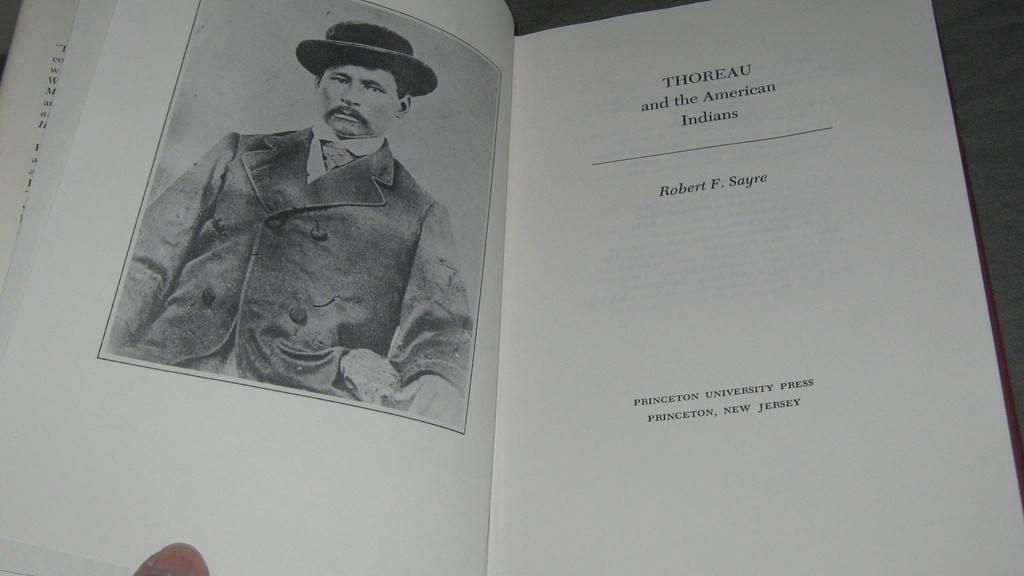 THOREAU
and the American
Indians
Robert F. Sayre
PRINCETON UNIVERSITY PRESS
PRINCETON, NEW JERSEY